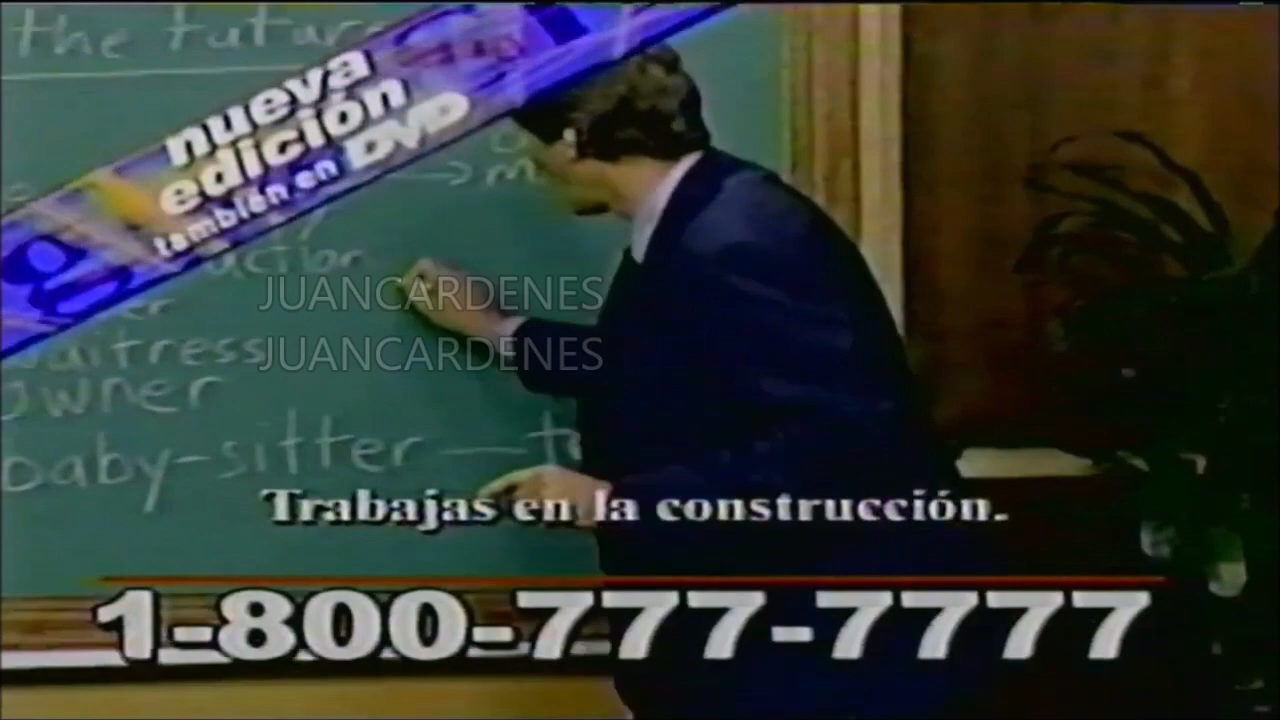 the futur
nueva
edición
también en DVD
waitress
owner
baby-sitter —
JUANCARDENES
JUANCARDENES
Trabajas en la construcción.
1-800-777-7777